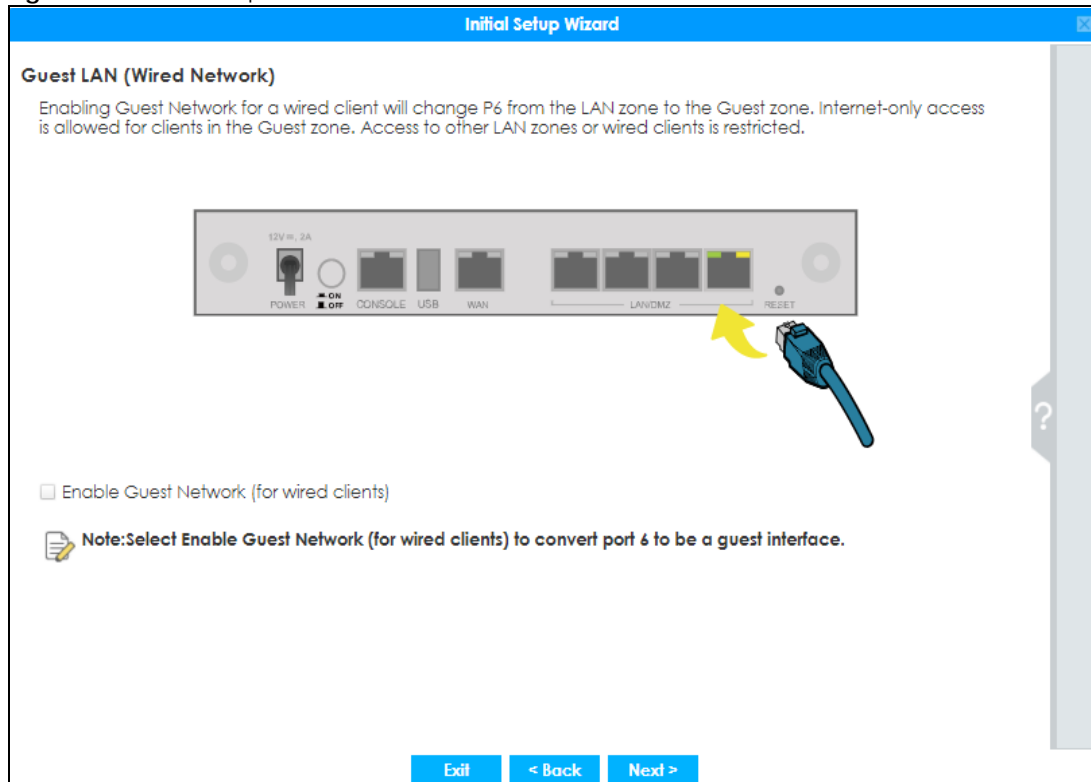 Initial Setup Wizard
Guest LAN (Wired Network)
Enabling Guest Network for a wired client will change P6 from the LAN zone to the Guest zone. Internet-only access
is allowed for clients in the Guest zone. Access to other LAN zones or wired clients is restricted.
12V ⎓, 2A
ON
POWER OFF CONSOLE USB WAN LAN/DMZ RESET
?
Enable Guest Network (for wired clients)
Note:Select Enable Guest Network (for wired clients) to convert port 6 to be a guest interface.
Exit < Back Next >